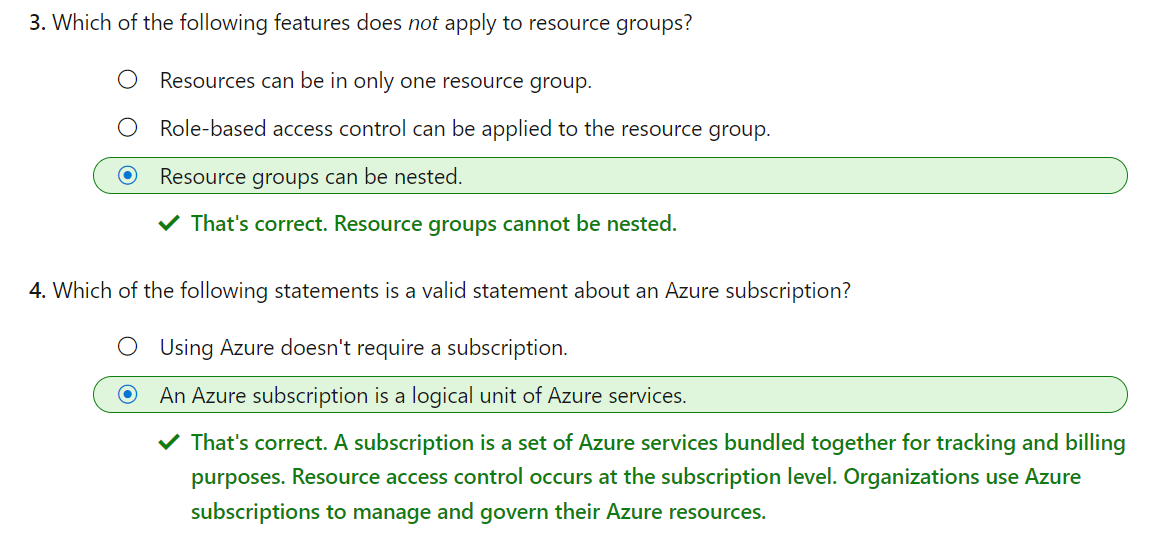 3. Which of the following features does not apply to resource groups?
Resources can be in only one resource group.
Role-based access control can be applied to the resource group.
Resource groups can be nested.
That's correct. Resource groups cannot be nested.
4. Which of the following statements is a valid statement about an Azure subscription?
Using Azure doesn't require a subscription.
An Azure subscription is a logical unit of Azure services.
That's correct. A subscription is a set of Azure services bundled together for tracking and billing
purposes. Resource access control occurs at the subscription level. Organizations use Azure
subscriptions to manage and govern their Azure resources.